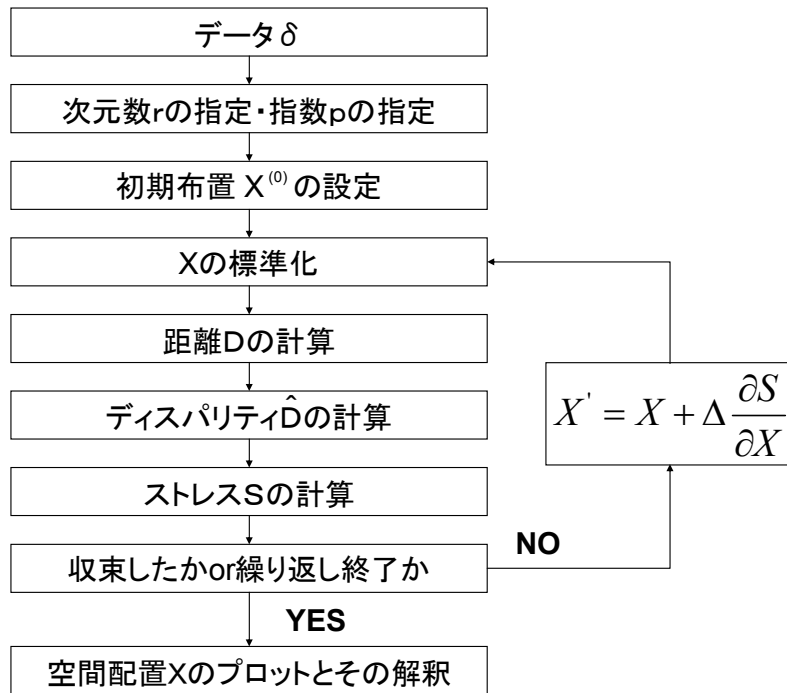 データδ
次元数rの指定・指数pの指定
初期布置 X⁽⁰⁾ の設定
Xの標準化
距離Dの計算
ディスパリティD̂の計算
ストレスSの計算
収束したかor繰り返し終了か
NO
X' = X + Δ ∂S/∂X
YES
空間配置Xのプロットとその解釈